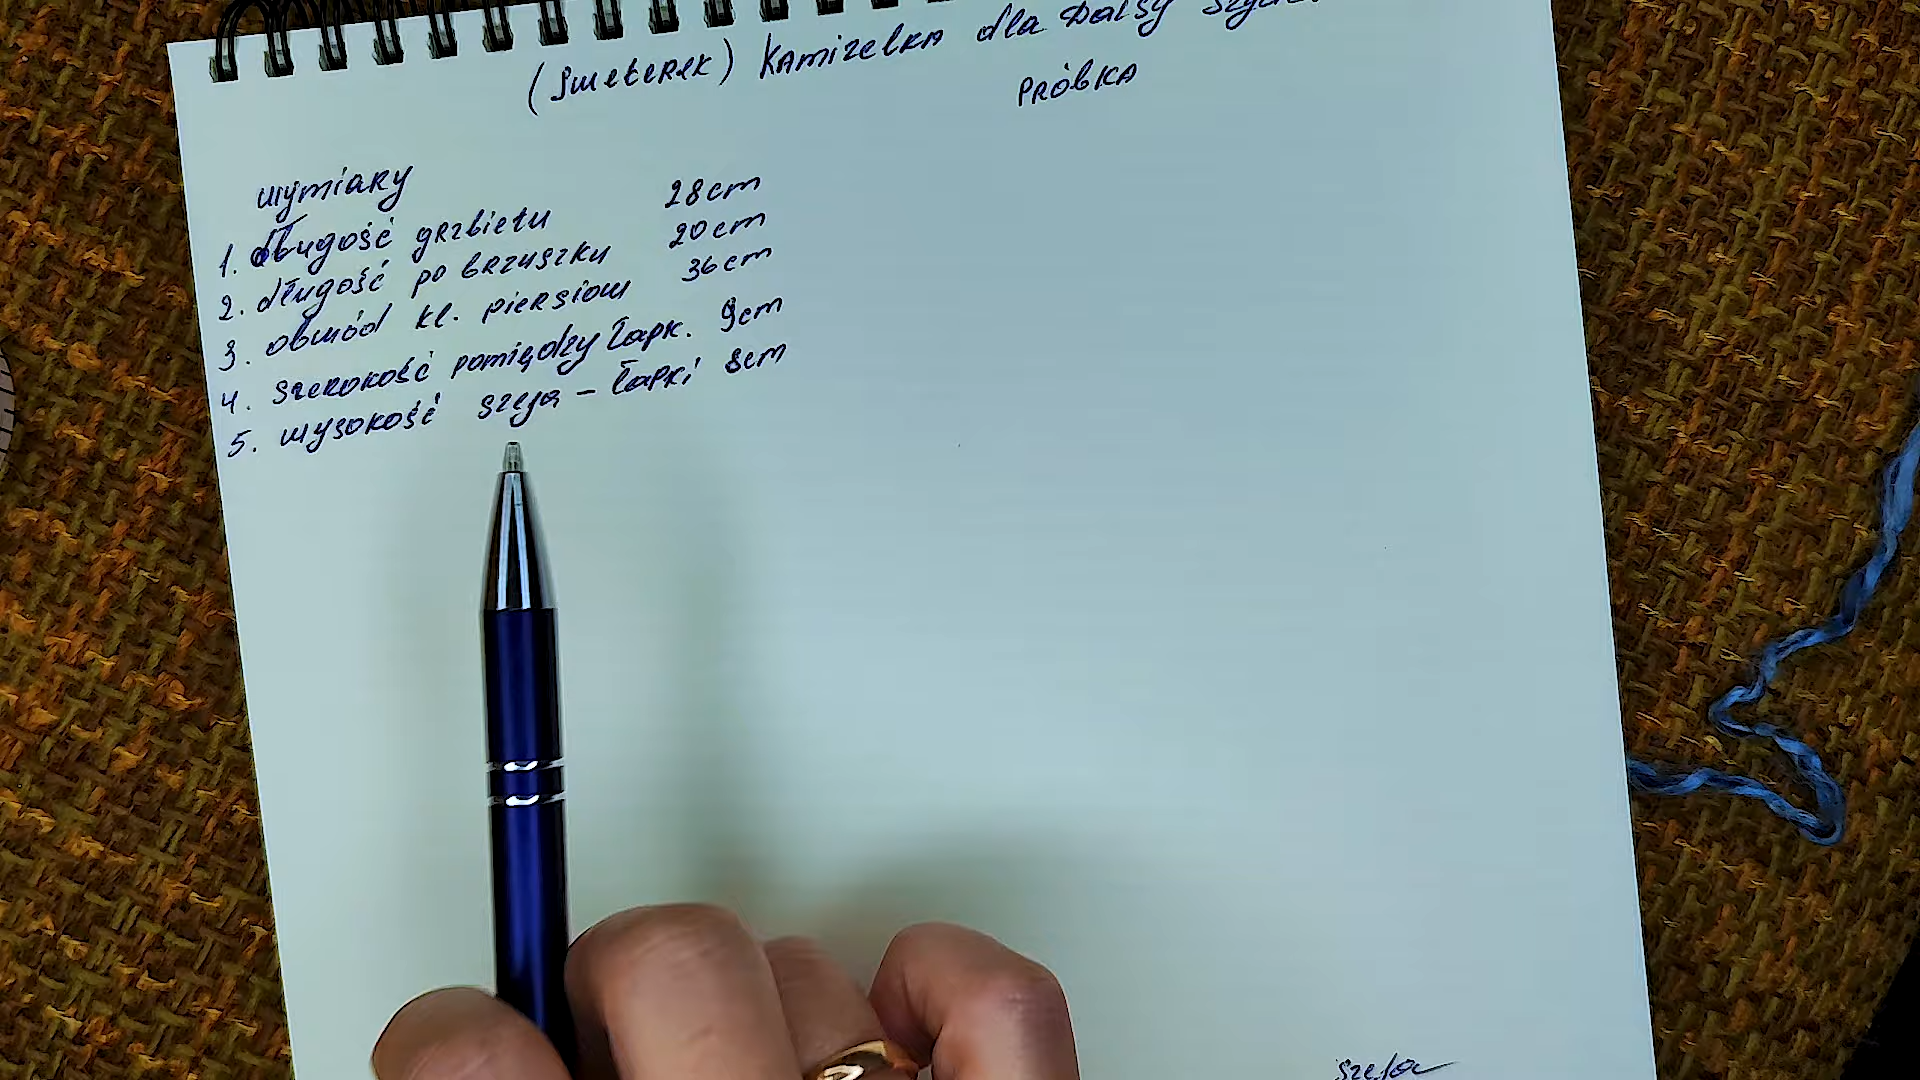 (sweterek) Kamizelka dla Daisy
PRÓBKA
wymiary
1. długość grzbietu 28cm
2. długość po brzuszku 20cm
3. obwód kl. piersiow 36cm
4. szerokość pomiędzy łapk. 9cm
5. wysokość szyja - łapki 8cm